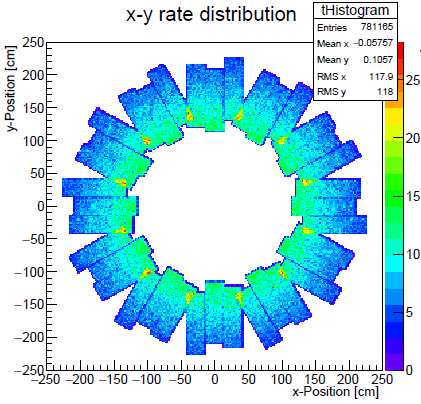 x-y rate distribution
tHistogram
Entries 781165
Mean x −0.05757
Mean y 0.1057
RMS x 117.9
RMS y 118
y-Position [cm]
250
200
150
100
50
0
−50
−100
−150
−200
−250
−250 −200 −150 −100 −50 0 50 100 150 200 250
x-Position [cm]
25
20
15
10
5
0